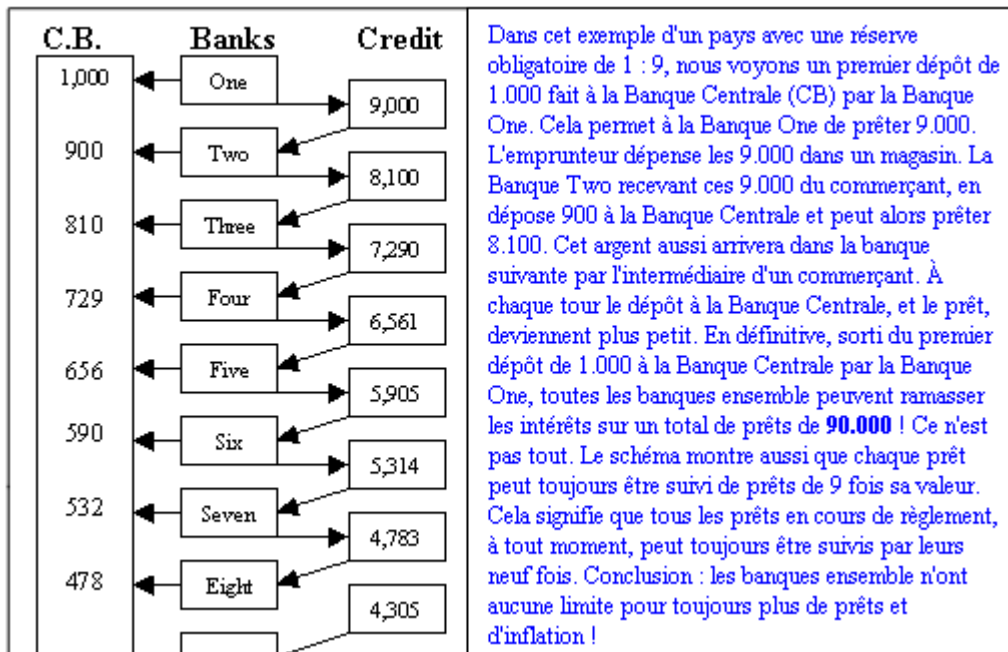 C.B. Banks Credit
1,000 One
9,000
900 Two
8,100
810 Three
7,290
729 Four
6,561
656 Five
5,905
590 Six
5,314
532 Seven
4,783
478 Eight
4,305
Dans cet exemple d'un pays avec une réserve
obligatoire de 1 : 9, nous voyons un premier dépôt de
1.000 fait à la Banque Centrale (CB) par la Banque
One. Cela permet à la Banque One de prêter 9.000.
L'emprunteur dépense les 9.000 dans un magasin. La
Banque Two recevant ces 9.000 du commerçant, en
dépose 900 à la Banque Centrale et peut alors prêter
8.100. Cet argent aussi arrivera dans la banque
suivante par l'intermédiaire d'un commerçant. À
chaque tour le dépôt à la Banque Centrale, et le prêt,
deviennent plus petit. En définitive, sorti du premier
dépôt de 1.000 à la Banque Centrale par la Banque
One, toutes les banques ensemble peuvent ramasser
les intérêts sur un total de prêts de 90.000 ! Ce n'est
pas tout. Le schéma montre aussi que chaque prêt
peut toujours être suivi de prêts de 9 fois sa valeur.
Cela signifie que tous les prêts en cours de règlement,
à tout moment, peut toujours être suivis par leurs
neuf fois. Conclusion : les banques ensemble n'ont
aucune limite pour toujours plus de prêts et
d'inflation !